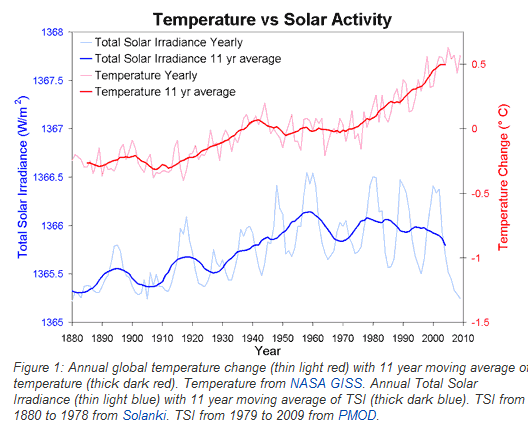 Temperature vs Solar Activity
Total Solar Irradiance Yearly
Total Solar Irradiance 11 yr average
Temperature Yearly
Temperature 11 yr average
Total Solar Irradiance (W/m²)
1368
1367.5
1367
1366.5
1366
1365.5
1365
0.5
0
-0.5
-1
-1.5
Temperature Change (° C)
1880 1890 1900 1910 1920 1930 1940 1950 1960 1970 1980 1990 2000 2010
Year
Figure 1: Annual global temperature change (thin light red) with 11 year moving average of
temperature (thick dark red). Temperature from NASA GISS. Annual Total Solar
Irradiance (thin light blue) with 11 year moving average of TSI (thick dark blue). TSI from
1880 to 1978 from Solanki. TSI from 1979 to 2009 from PMOD.